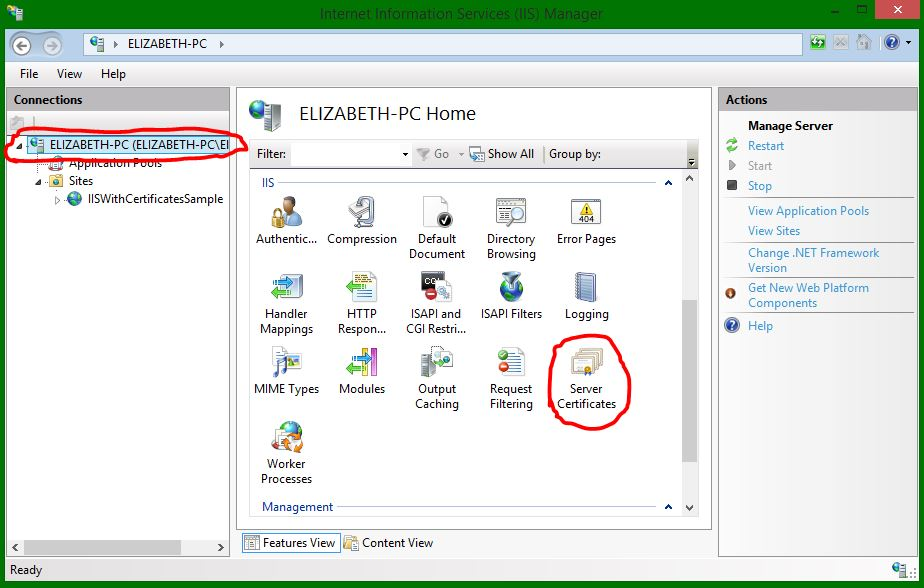 Internet Information Services (IIS) Manager
ELIZABETH-PC
File View Help
Connections
ELIZABETH-PC (ELIZABETH-PC\El
Application Pools
Sites
IISWithCertificatesSample
ELIZABETH-PC Home
Filter: Go Show All Group by:
IIS
Authentic... Compression Default Document Directory Browsing Error Pages
Handler Mappings HTTP Respon... ISAPI and CGI Restri... ISAPI Filters Logging
MIME Types Modules Output Caching Request Filtering Server Certificates
Worker Processes
Management
Features View Content View
Actions
Manage Server
Restart
Start
Stop
View Application Pools
View Sites
Change .NET Framework
Version
Get New Web Platform
Components
Help
Ready